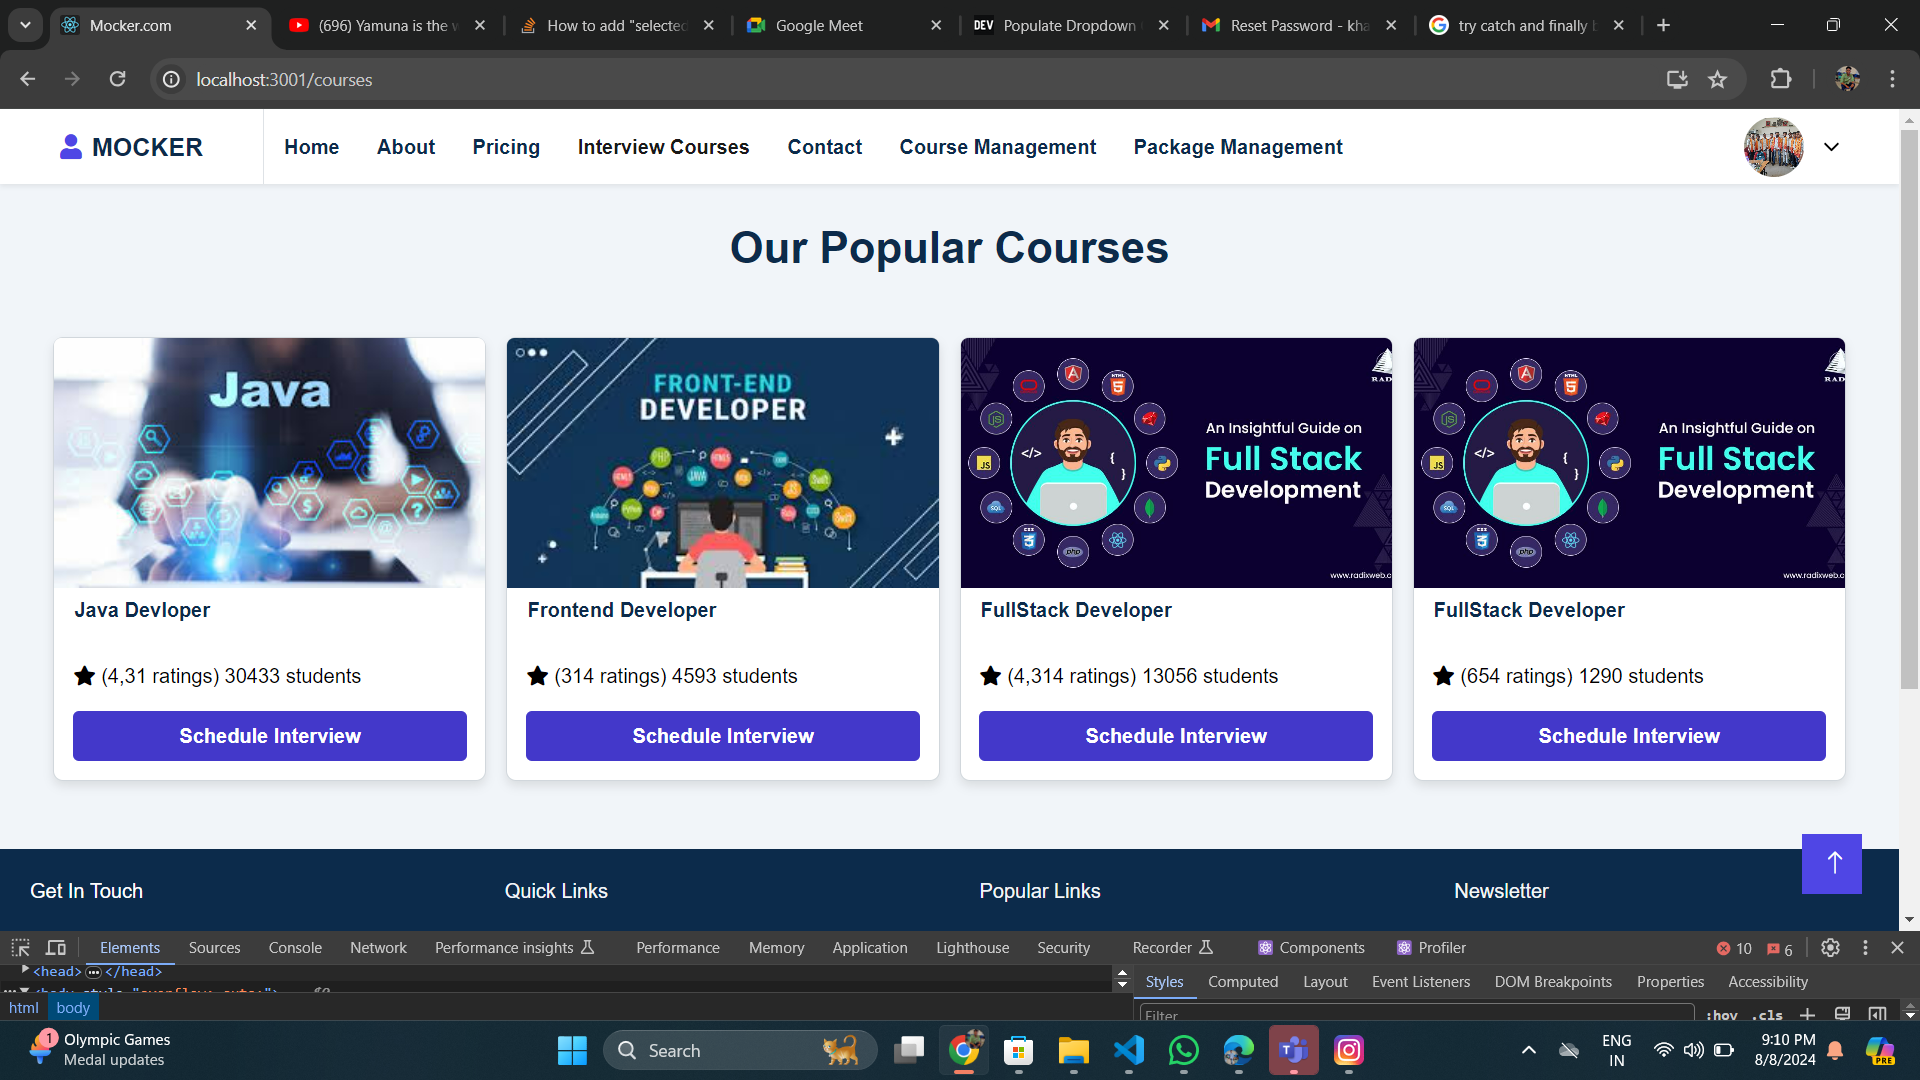 Mocker.com
(696) Yamuna is the w
How to add "selected
Google Meet
DEV Populate Dropdown
Reset Password - kha
try catch and finally b
localhost:3001/courses
MOCKER
Home About Pricing Interview Courses Contact Course Management Package Management
Our Popular Courses
Java
FRONT-END
DEVELOPER
An Insightful Guide on
Full Stack
Development
www.radixweb.c
An Insightful Guide on
Full Stack
Development
www.radixweb.c
Java Devloper
Frontend Developer
FullStack Developer
FullStack Developer
(4,31 ratings) 30433 students
(314 ratings) 4593 students
(4,314 ratings) 13056 students
(654 ratings) 1290 students
Schedule Interview
Schedule Interview
Schedule Interview
Schedule Interview
Get In Touch
Quick Links
Popular Links
Newsletter
Elements Sources Console Network Performance insights Performance Memory Application Lighthouse Security Recorder Components Profiler 10 6
<head> </head>
Styles Computed Layout Event Listeners DOM Breakpoints Properties Accessibility
html body
Filter
:hov .cls
1
Olympic Games
Medal updates
Search
ENG
IN
9:10 PM
8/8/2024
PRE